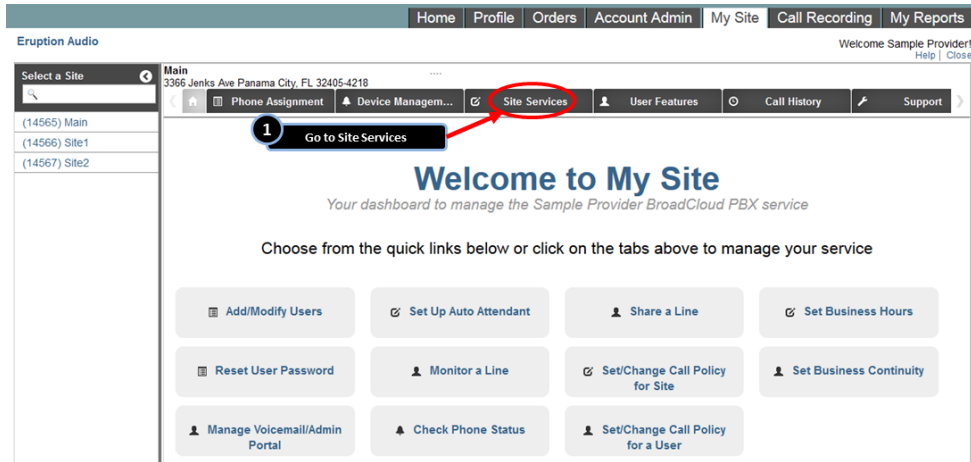 Home Profile Orders Account Admin My Site Call Recording My Reports
Eruption Audio
Welcome Sample Provider!
Help | Close
Select a Site
Main
3366 Jenks Ave Panama City, FL 32405-4218
Phone Assignment Device Managem... Site Services User Features Call History Support
(14565) Main
(14566) Site1
(14567) Site2
1 Go to Site Services
Welcome to My Site
Your dashboard to manage the Sample Provider BroadCloud PBX service
Choose from the quick links below or click on the tabs above to manage your service
Add/Modify Users Set Up Auto Attendant Share a Line Set Business Hours
Reset User Password Monitor a Line Set/Change Call Policy
for Site
Set Business Continuity
Manage Voicemail/Admin
Portal
Check Phone Status
Set/Change Call Policy
for a User